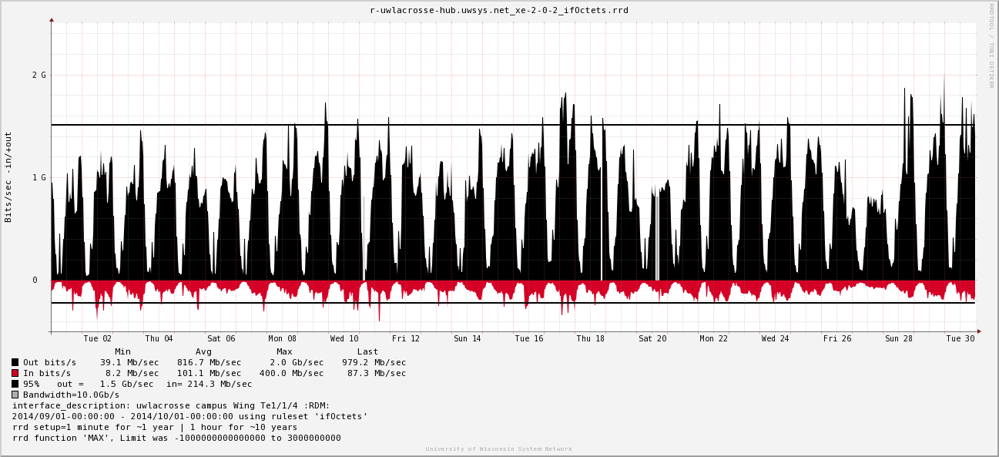 r-uwlacrosse-hub.uwsys.net_xe-2-0-2_ifOctets.rrd
RRDTOOL / TOBI OETIKER
Bits/sec -in/+out
2 G
1 G
0
Tue 02 Thu 04 Sat 06 Mon 08 Wed 10 Fri 12 Sun 14 Tue 16 Thu 18 Sat 20 Mon 22 Wed 24 Fri 26 Sun 28 Tue 30
Min Avg Max Last
Out bits/s 39.1 Mb/sec 816.7 Mb/sec 2.0 Gb/sec 979.2 Mb/sec
In bits/s 8.2 Mb/sec 101.1 Mb/sec 400.0 Mb/sec 87.3 Mb/sec
95% out = 1.5 Gb/sec in= 214.3 Mb/sec
Bandwidth=10.0Gb/s
interface_description: uwlacrosse campus Wing Te1/1/4 :RDM:
2014/09/01-00:00:00 - 2014/10/01-00:00:00 using ruleset 'ifOctets'
rrd setup=1 minute for ~1 year | 1 hour for ~10 years
rrd function 'MAX', Limit was -1000000000000000 to 3000000000
University of Wisconsin System Network